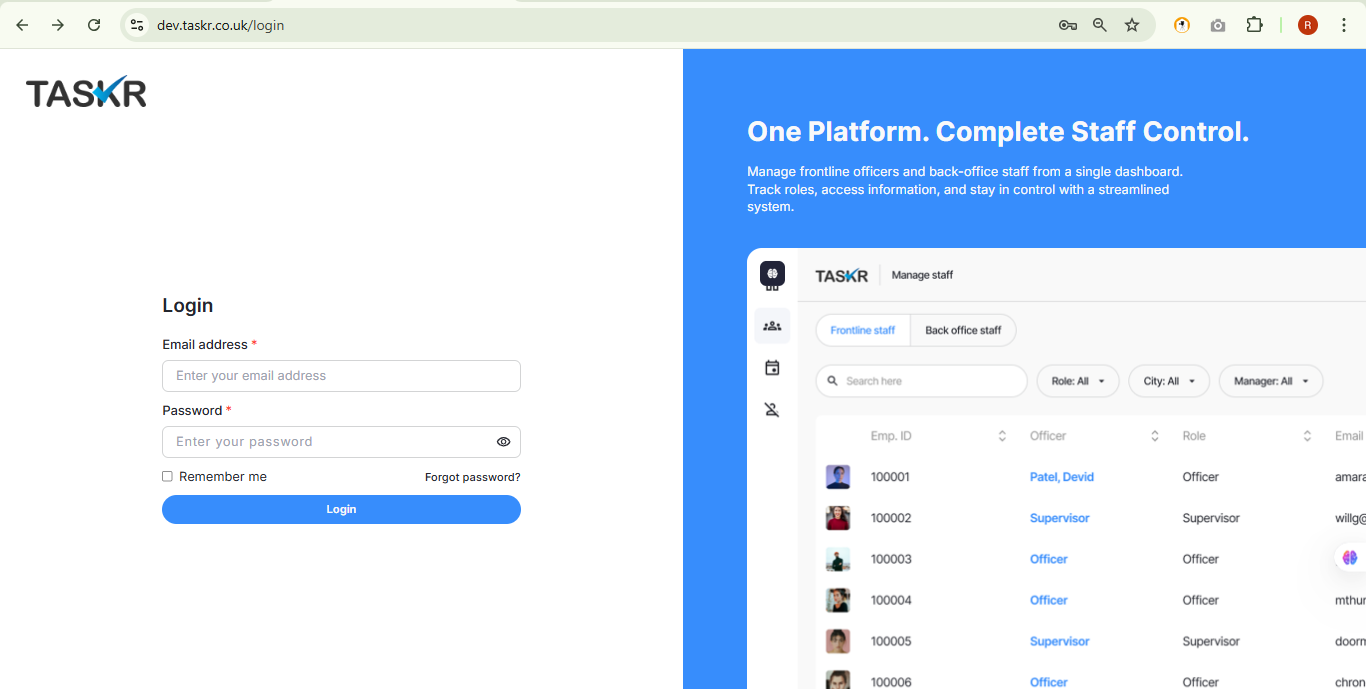 dev.taskr.co.uk/login
R
TASKR
Login
Email address *
Enter your email address
Password *
Enter your password
Remember me
Forgot password?
Login
One Platform. Complete Staff Control.
Manage frontline officers and back-office staff from a single dashboard.
Track roles, access information, and stay in control with a streamlined
system.
TASKR Manage staff
Frontline staff Back office staff
Search here Role: All City: All Manager: All
Emp. ID Officer Role Email
100001 Patel, Devid Officer amara
100002 Supervisor Supervisor willg@
100003 Officer Officer
100004 Officer Officer mthur
100005 Supervisor Supervisor doorm
100006 Officer Officer chron